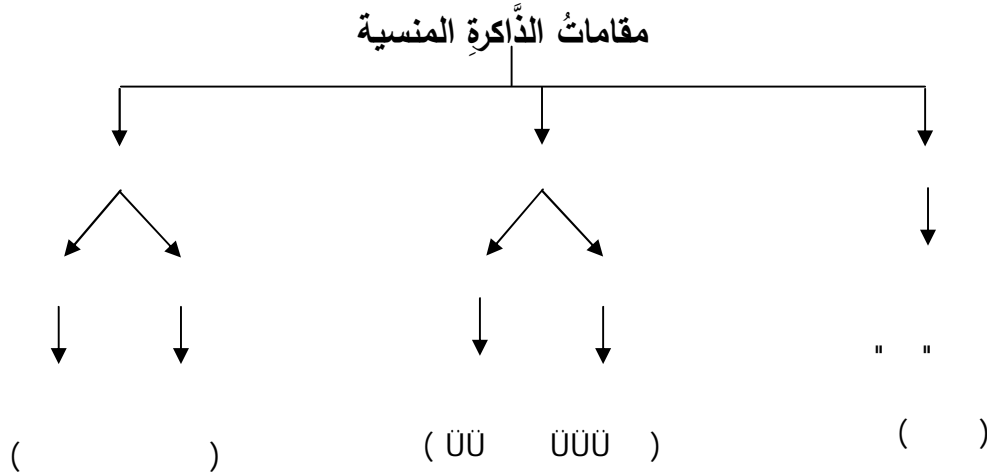 مقاماتُ الذَّاكرةِ المنسية
" "
( )
( ÜÜÜ ÜÜ )
( )